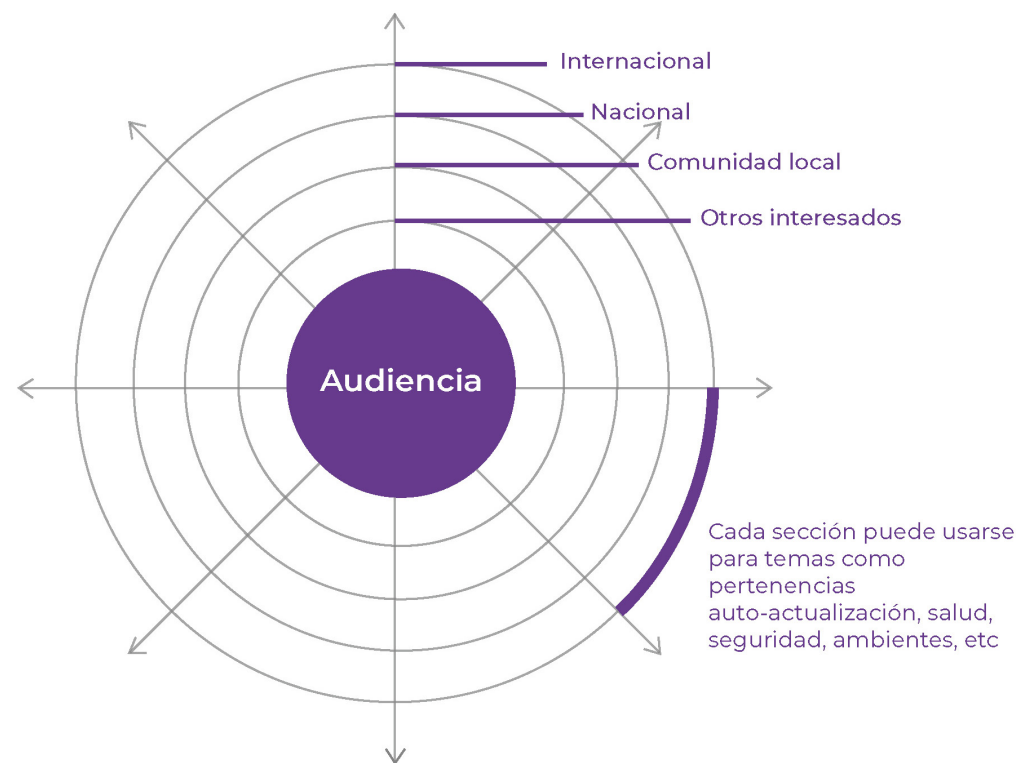 Internacional
Nacional
Comunidad local
Otros interesados
Audiencia
Cada sección puede usarse
para temas como
pertenencias
auto-actualización, salud,
seguridad, ambientes, etc